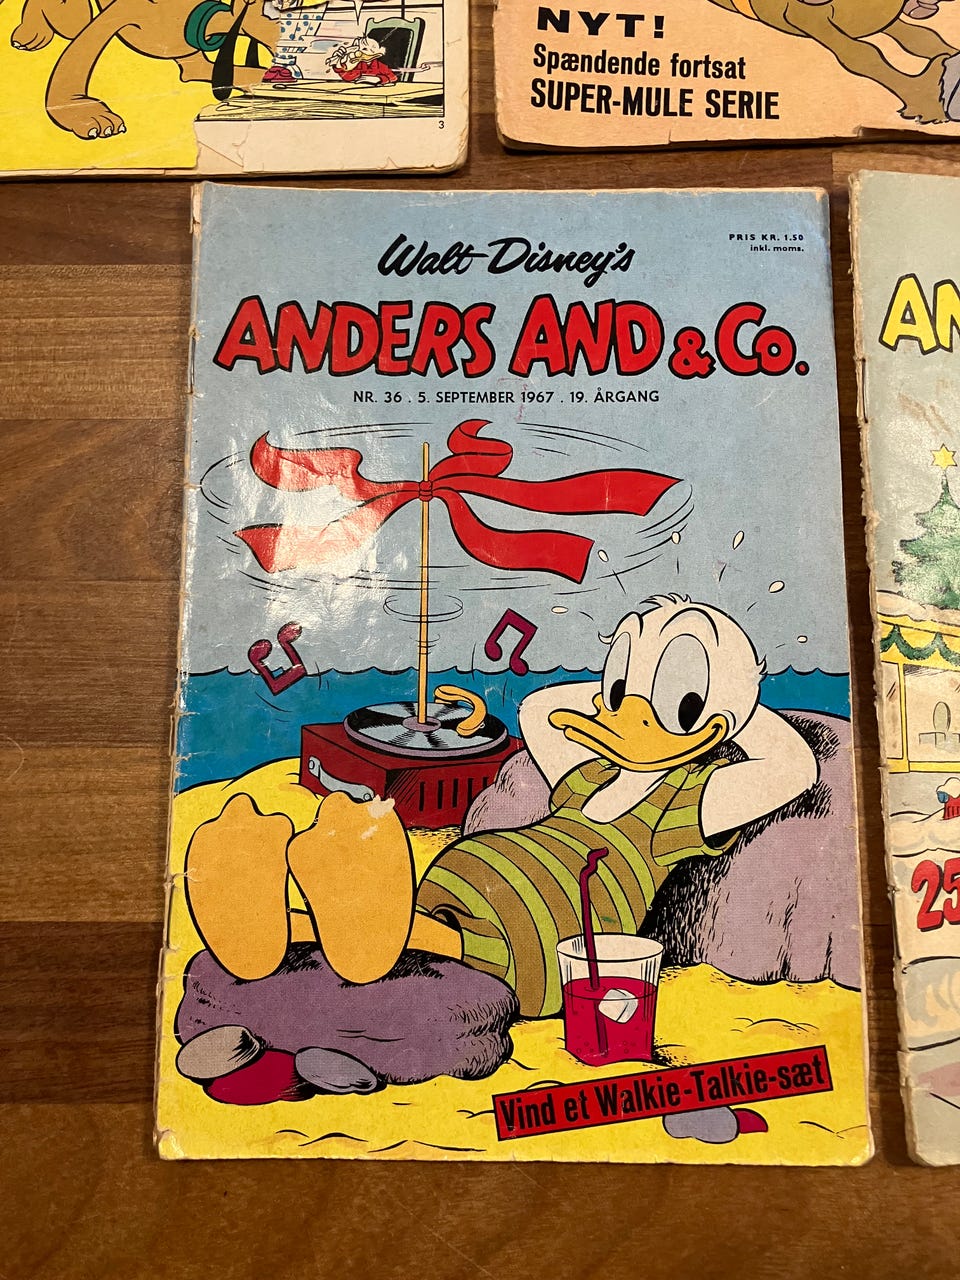 3
NYT!
Spændende fortsat
SUPER-MULE SERIE
PRIS KR. 1.50
inkl. moms.
Walt Disney's
ANDERS AND & Co.
NR. 36 . 5. SEPTEMBER 1967 . 19. ÅRGANG
Vind et Walkie-Talkie-sæt
AN
25